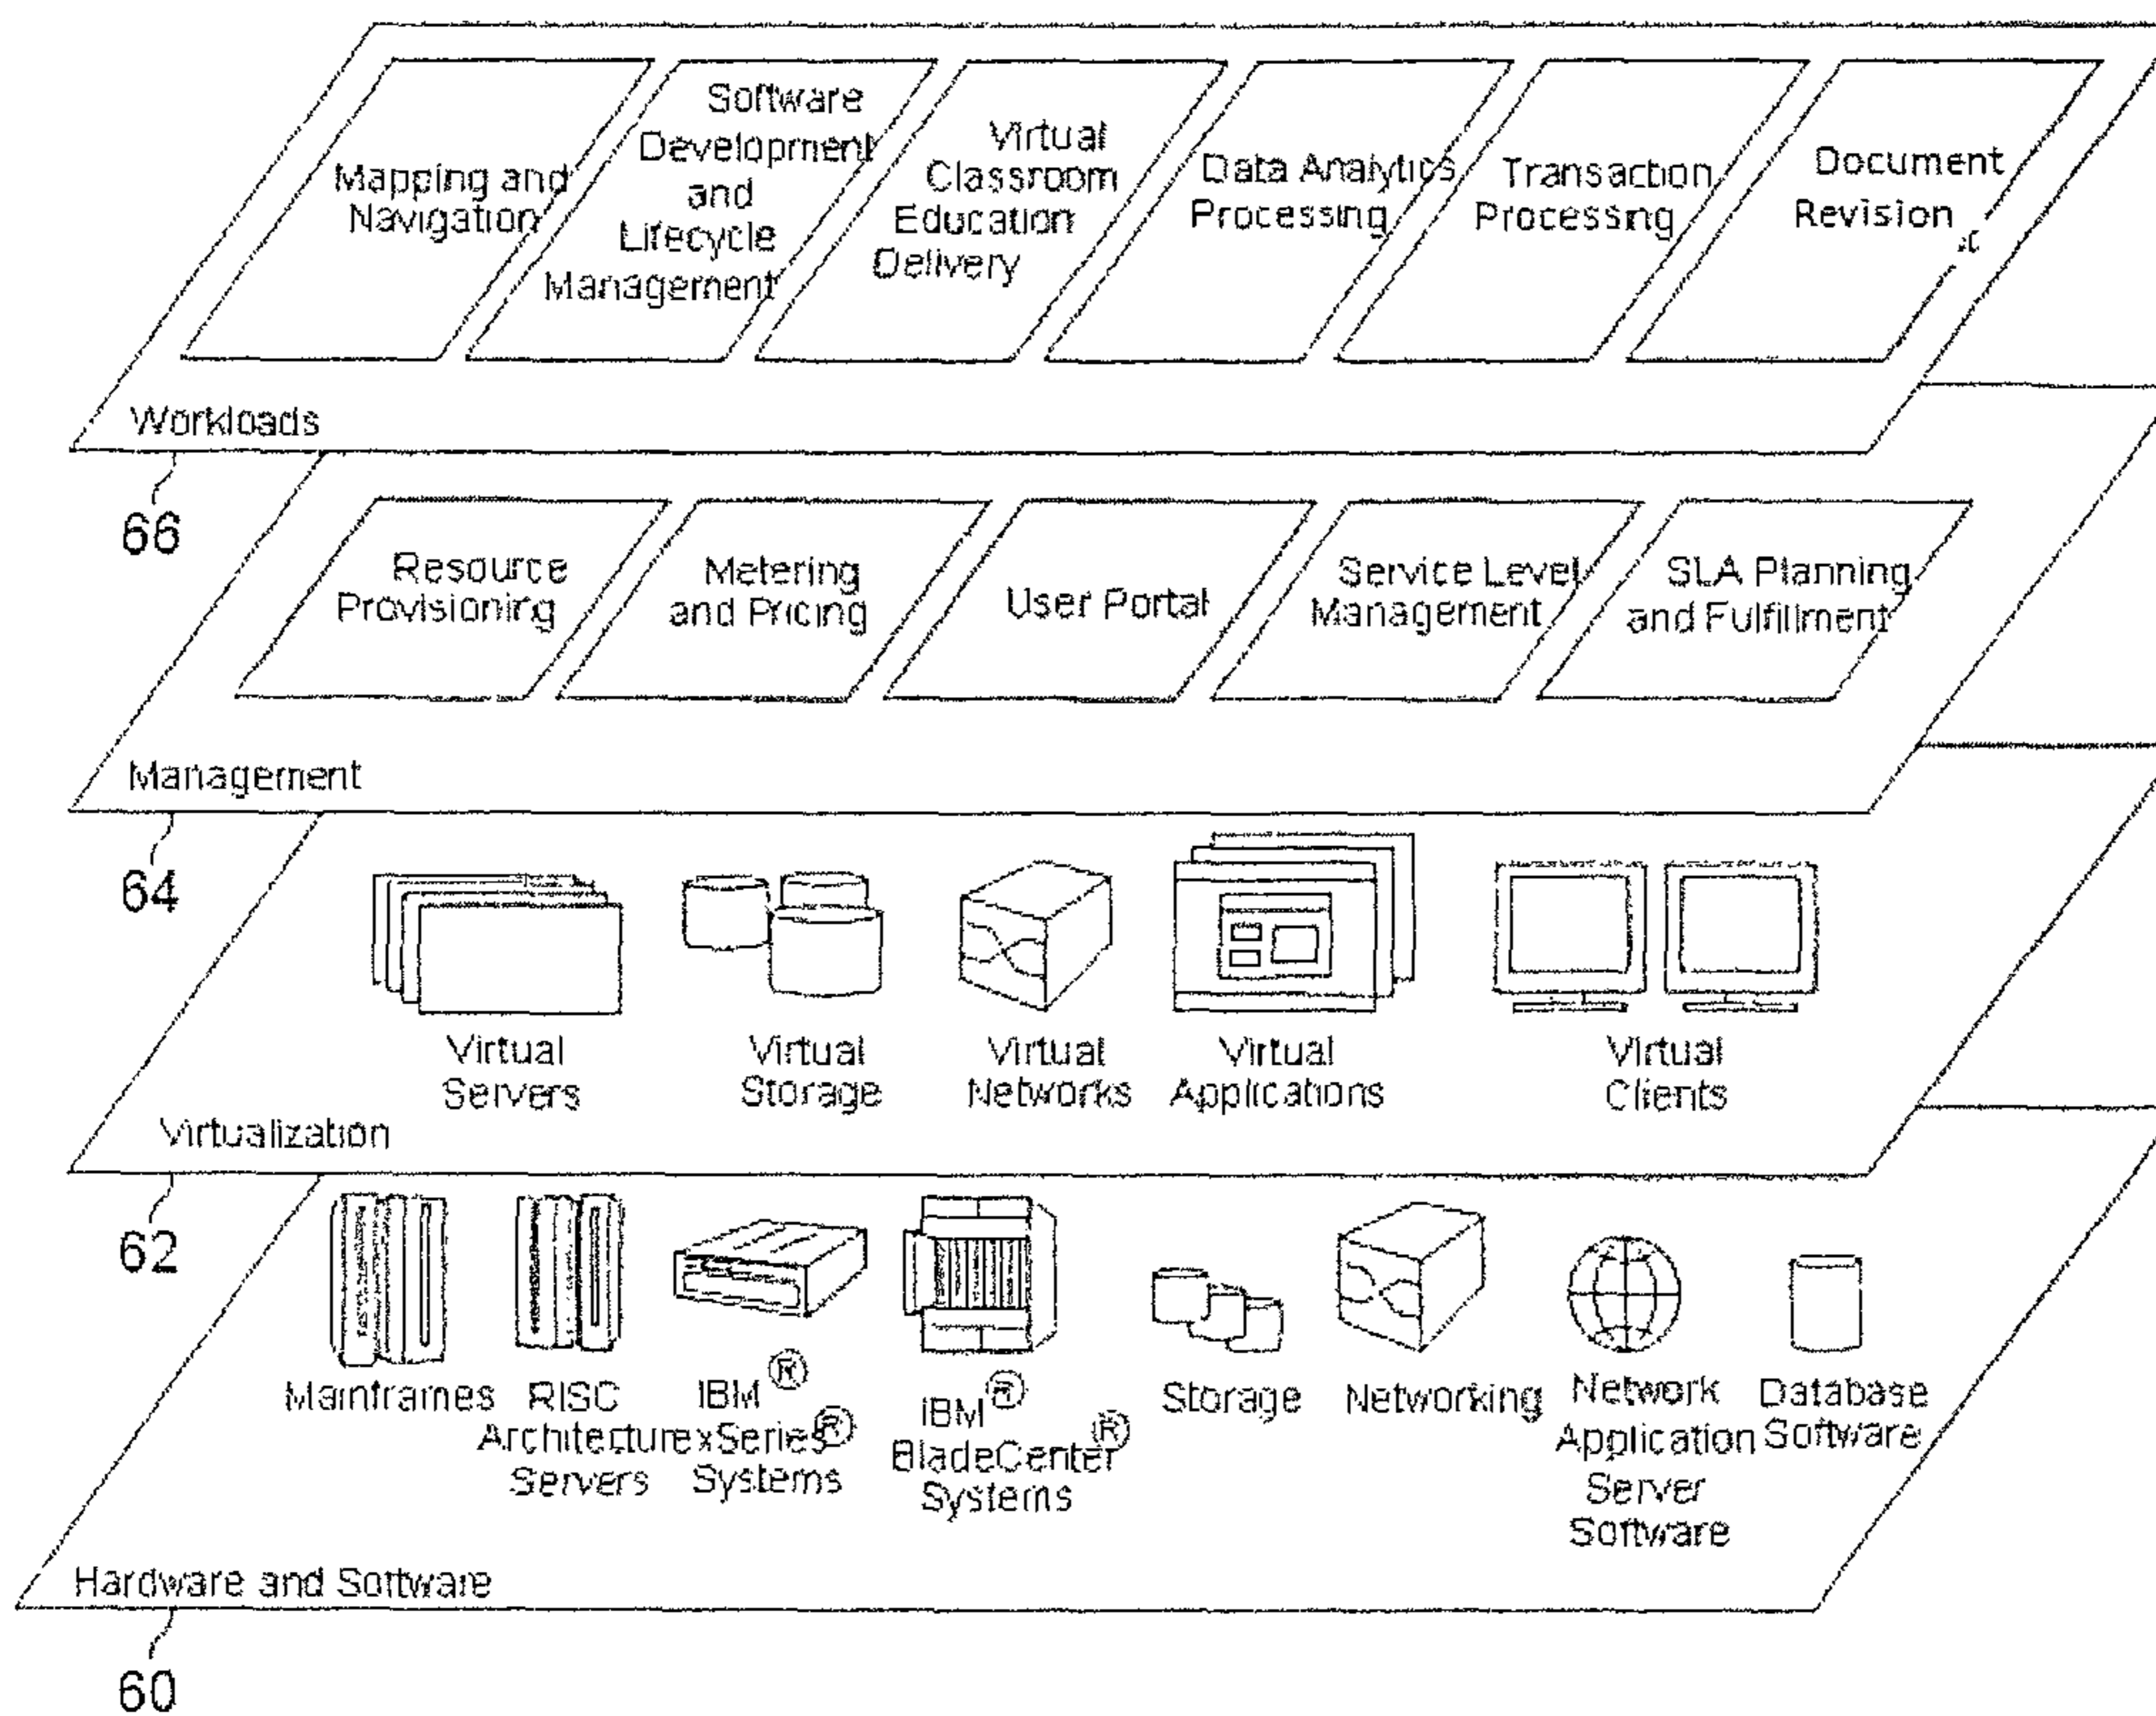 Mapping and
Navigation
Software
Development
and
Lifecycle
Management
Virtual
Classroom
Education
Delivery
Data Analytics
Processing
Transaction
Processing
Document
Revision
Workloads
66
Resource
Provisioning
Metering
and Pricing
User Portal
Service Level
Management
SLA Planning
and Fulfillment
Management
64
Virtual
Servers
Virtual
Storage
Virtual
Networks
Virtual
Applications
Virtual
Clients
Virtualization
62
Mainframes
RISC
Architecture
Servers
IBM ®
xSeries ®
Systems
IBM ®
BladeCenter ®
Systems
Storage
Networking
Network
Application
Server
Software
Database
Software
Hardware and Software
60